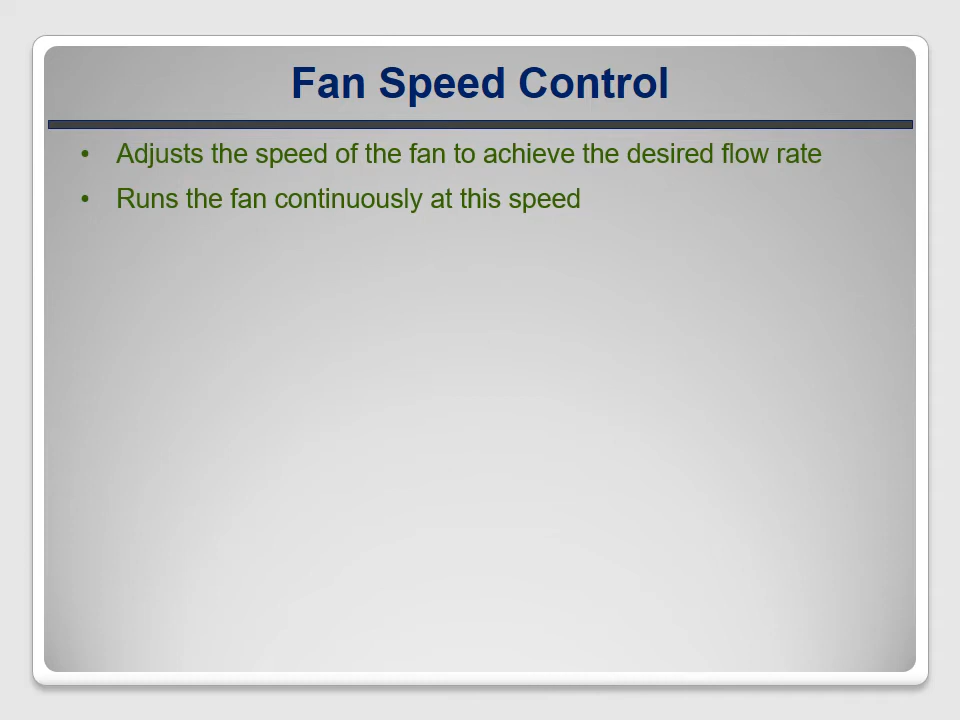 Fan Speed Control
• Adjusts the speed of the fan to achieve the desired flow rate
• Runs the fan continuously at this speed